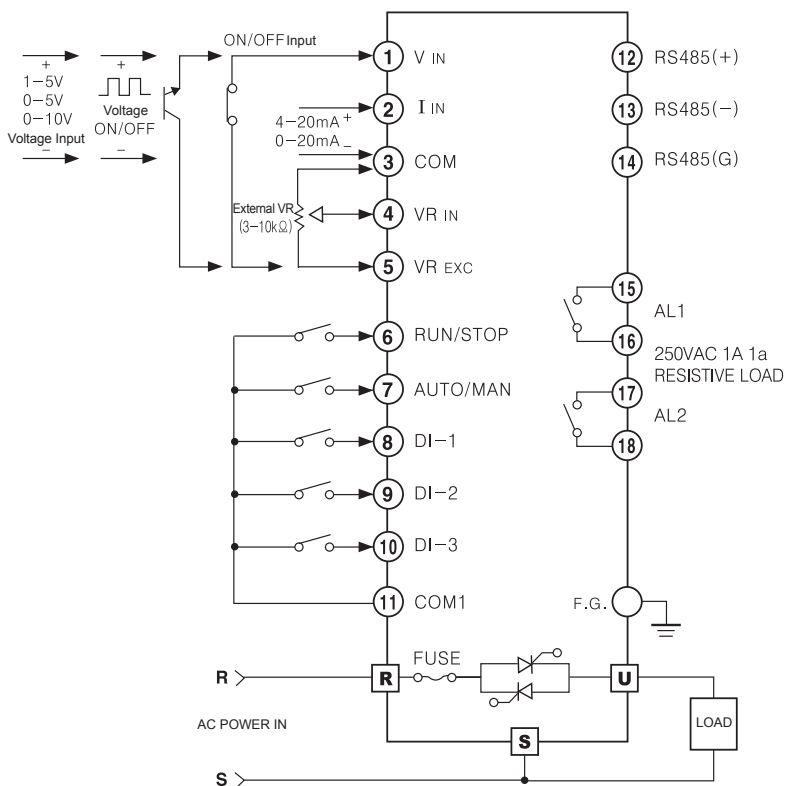 ON/OFF Input
+
1–5V
0–5V
0–10V
Voltage Input
–
+
Voltage
ON/OFF
–
4–20mA +
0–20mA –
External VR
(3–10kΩ)
1 V IN
2 I IN
3 COM
4 VR IN
5 VR EXC
6 RUN/STOP
7 AUTO/MAN
8 DI–1
9 DI–2
10 DI–3
11 COM1
12 RS485(+)
13 RS485(–)
14 RS485(G)
15
AL1
16
250VAC 1A 1a
RESISTIVE LOAD
17
AL2
18
F.G.
R
R
FUSE
U
LOAD
AC POWER IN
S
S